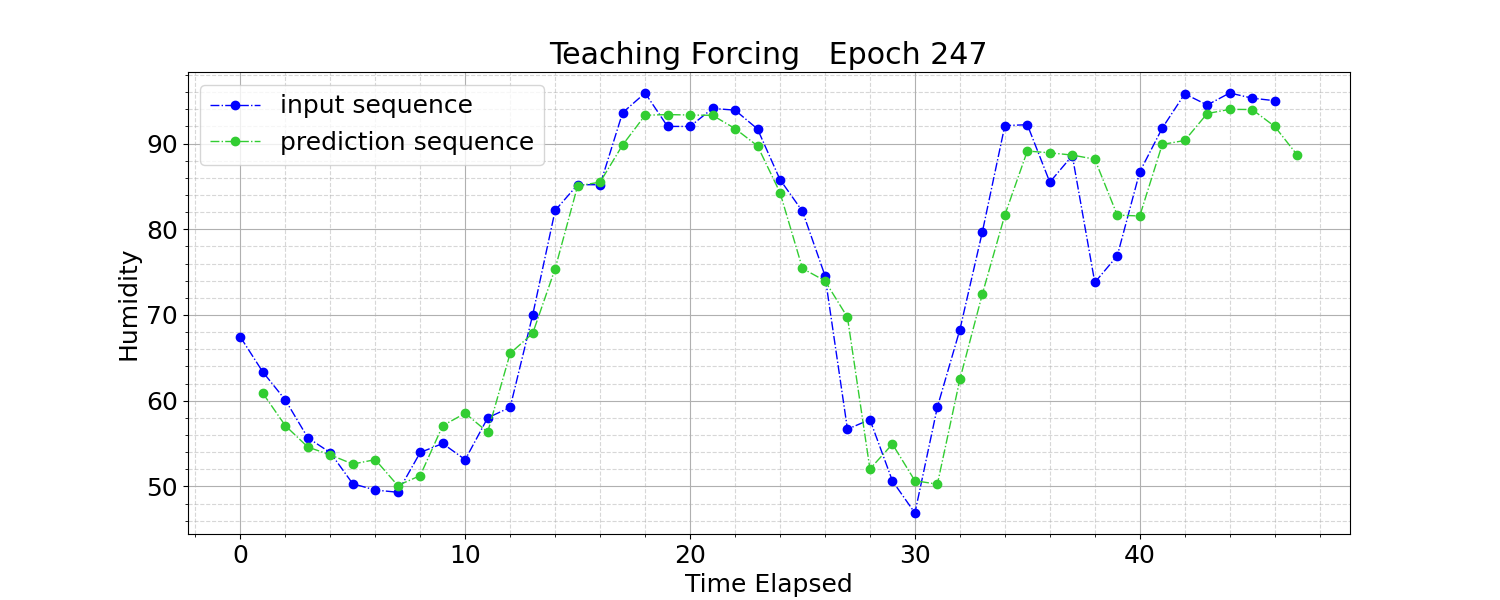 Teaching Forcing   Epoch 247
input sequence
prediction sequence
90
80
70
60
50
Humidity
0 10 20 30 40
Time Elapsed